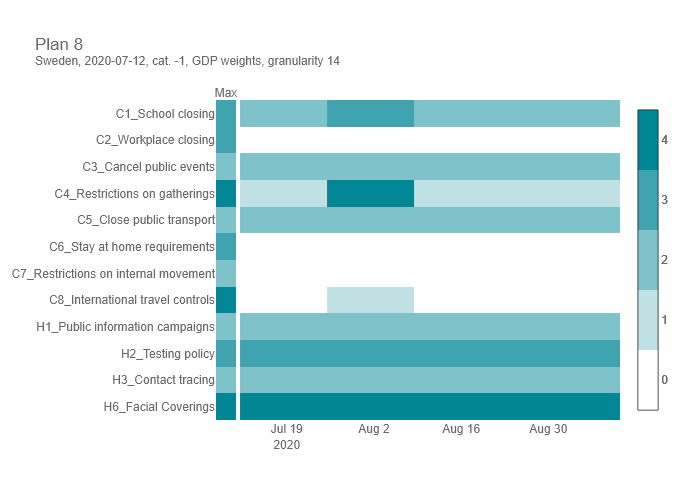 Plan 8
Sweden, 2020-07-12, cat. -1, GDP weights, granularity 14
Max
C1_School closing
C2_Workplace closing
C3_Cancel public events
C4_Restrictions on gatherings
C5_Close public transport
C6_Stay at home requirements
C7_Restrictions on internal movement
C8_International travel controls
H1_Public information campaigns
H2_Testing policy
H3_Contact tracing
H6_Facial Coverings
4
3
2
1
0
Jul 19 Aug 2 Aug 16 Aug 30
2020